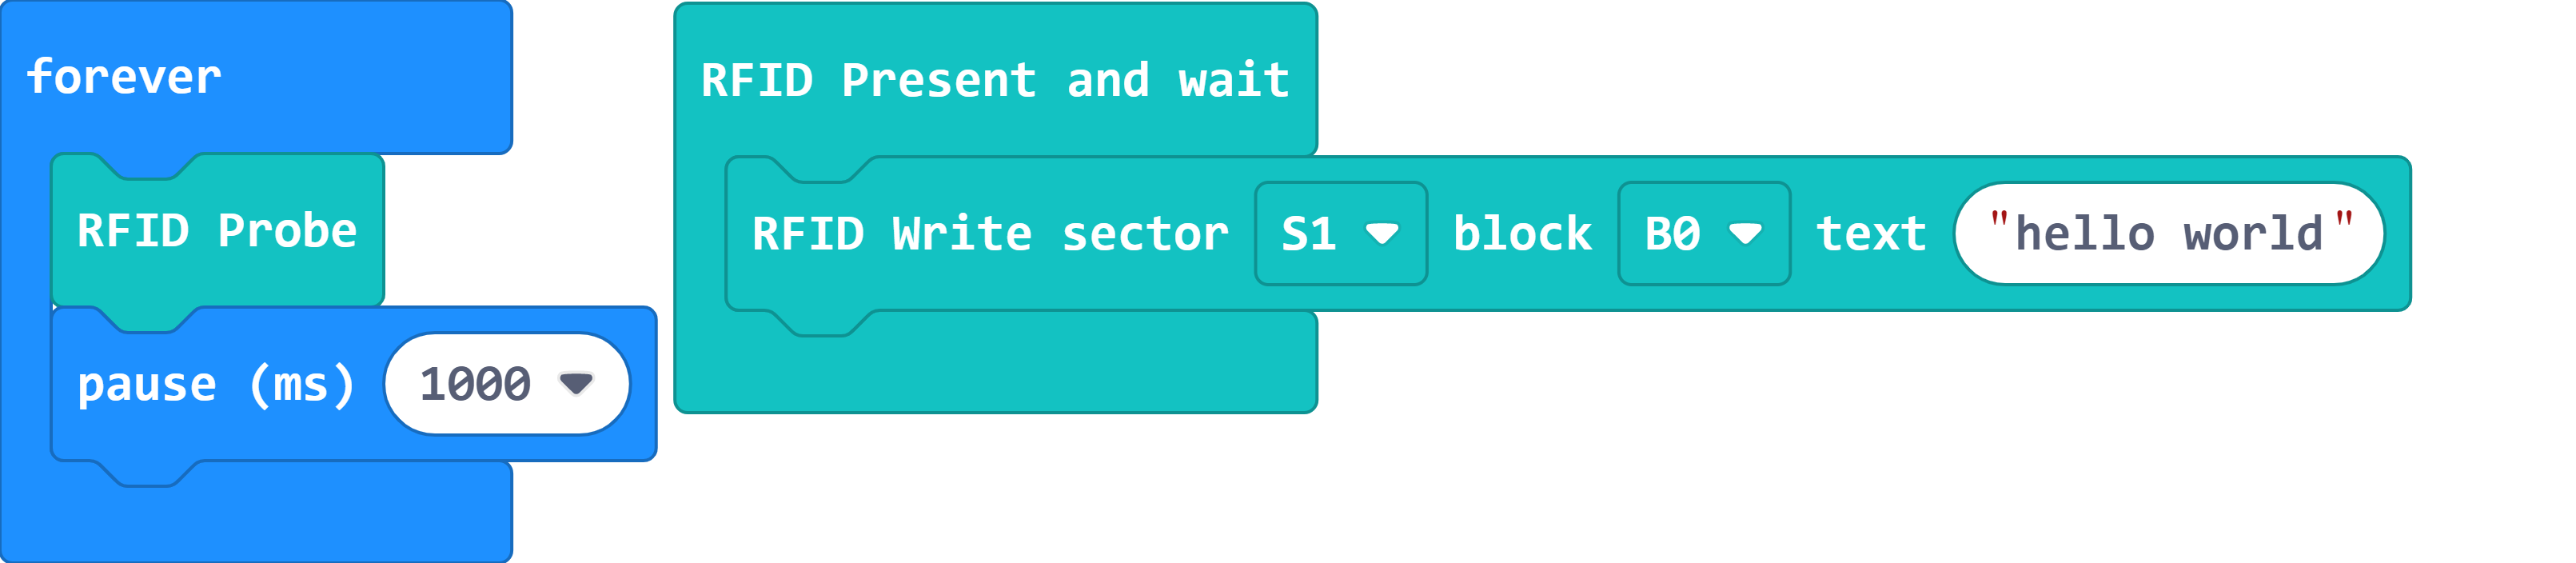 forever
RFID Probe
pause (ms) 1000
RFID Present and wait
RFID Write sector S1 block B0 text "hello world"